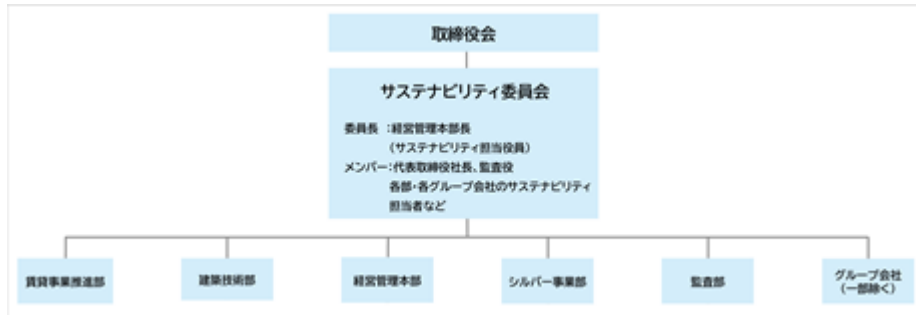 取締役会
サステナビリティ委員会
委員長 ：経営管理本部長
（サステナビリティ担当役員）
メンバー：代表取締役社長、監査役
各部・各グループ会社のサステナビリティ
担当者など
賃貸事業推進部
建築技術部
経営管理本部
シルバー事業部
監査部
グループ会社
（一部除く）